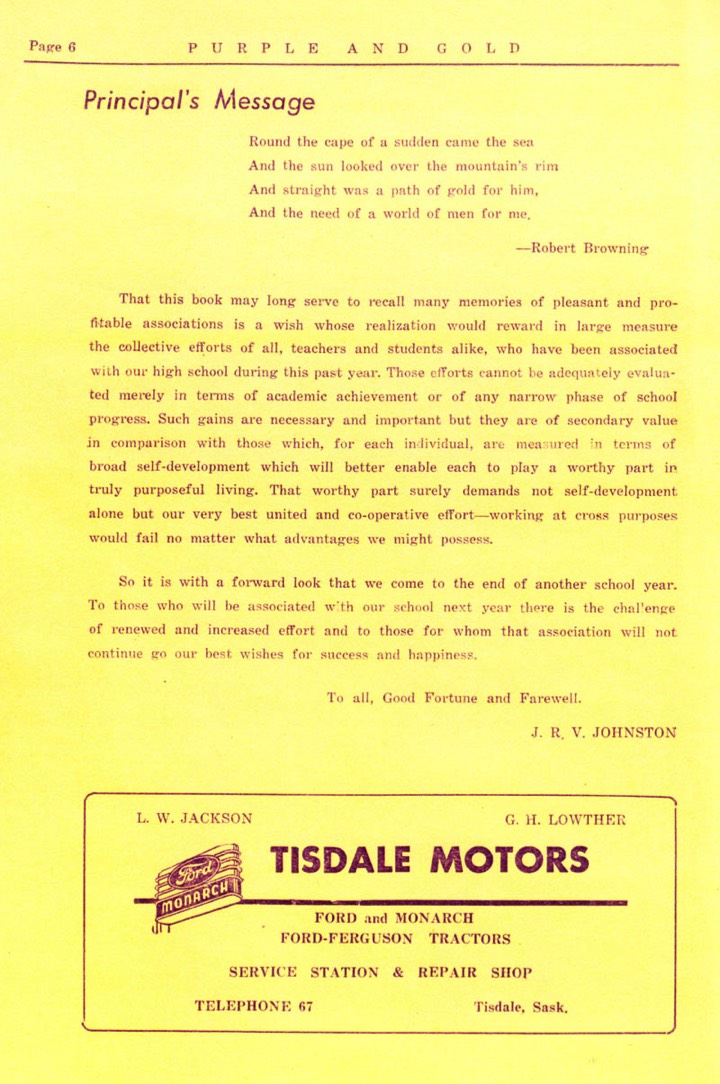 Page 6
PURPLE AND GOLD
Principal's Message
Round the cape of a sudden came the sea
And the sun looked over the mountain's rim
And straight was a path of gold for him,
And the need of a world of men for me.
—Robert Browning
That this book may long serve to recall many memories of pleasant and pro-
fitable associations is a wish whose realization would reward in large measure
the collective efforts of all, teachers and students alike, who have been associated
with our high school during this past year. Those efforts cannot be adequately evalua-
ted merely in terms of academic achievement or of any narrow phase of school
progress. Such gains are necessary and important but they are of secondary value
in comparison with those which, for each individual, are measured in terms of
broad self-development which will better enable each to play a worthy part in
truly purposeful living. That worthy part surely demands not self-development
alone but our very best united and co-operative effort—working at cross purposes
would fail no matter what advantages we might possess.
So it is with a forward look that we come to the end of another school year.
To those who will be associated with our school next year there is the challenge
of renewed and increased effort and to those for whom that association will not
continue go our best wishes for success and happiness.
To all, Good Fortune and Farewell.
J. R. V. JOHNSTON
L. W. JACKSON
G. H. LOWTHER
TISDALE MOTORS
Ford
MONARCH
FORD and MONARCH
FORD-FERGUSON TRACTORS
SERVICE STATION & REPAIR SHOP
TELEPHONE 67
Tisdale, Sask.